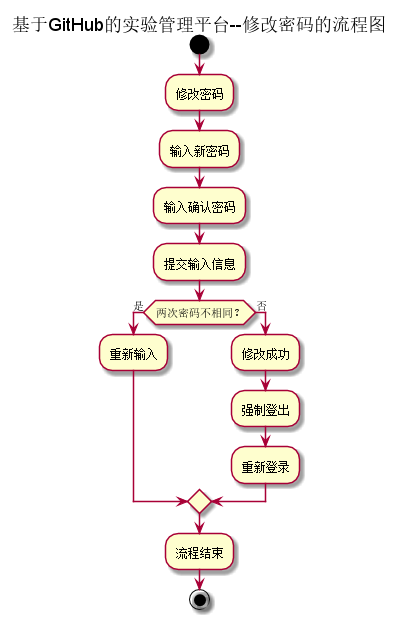 基于GitHub的实验管理平台--修改密码的流程图
修改密码
输入新密码
输入确认密码
提交输入信息
是
两次密码不相同？
否
重新输入
修改成功
强制登出
重新登录
流程结束